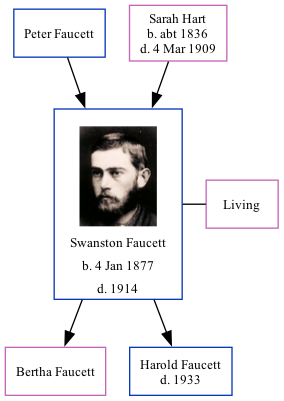 Peter Faucett
Sarah Hart
b. abt 1836
d. 4 Mar 1909
Swanston Faucett
b. 4 Jan 1877
d. 1914
Living
Bertha Faucett
Harold Faucett
d. 1933